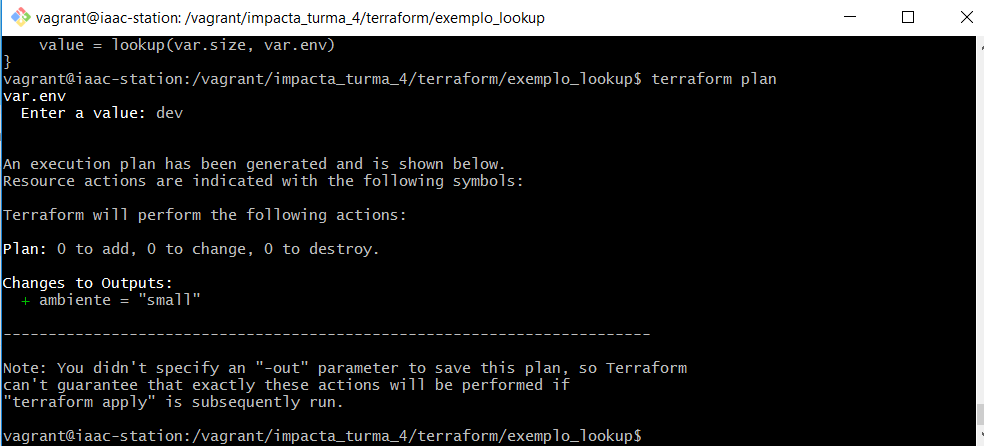 vagrant@iaac-station: /vagrant/impacta_turma_4/terraform/exemplo_lookup
    value = lookup(var.size, var.env)
}
vagrant@iaac-station:/vagrant/impacta_turma_4/terraform/exemplo_lookup$ terraform plan
var.env
  Enter a value: dev
An execution plan has been generated and is shown below.
Resource actions are indicated with the following symbols:
Terraform will perform the following actions:
Plan: 0 to add, 0 to change, 0 to destroy.
Changes to Outputs:
  + ambiente = "small"
------------------------------------------------------------------------
Note: You didn't specify an "-out" parameter to save this plan, so Terraform
can't guarantee that exactly these actions will be performed if
"terraform apply" is subsequently run.
vagrant@iaac-station:/vagrant/impacta_turma_4/terraform/exemplo_lookup$